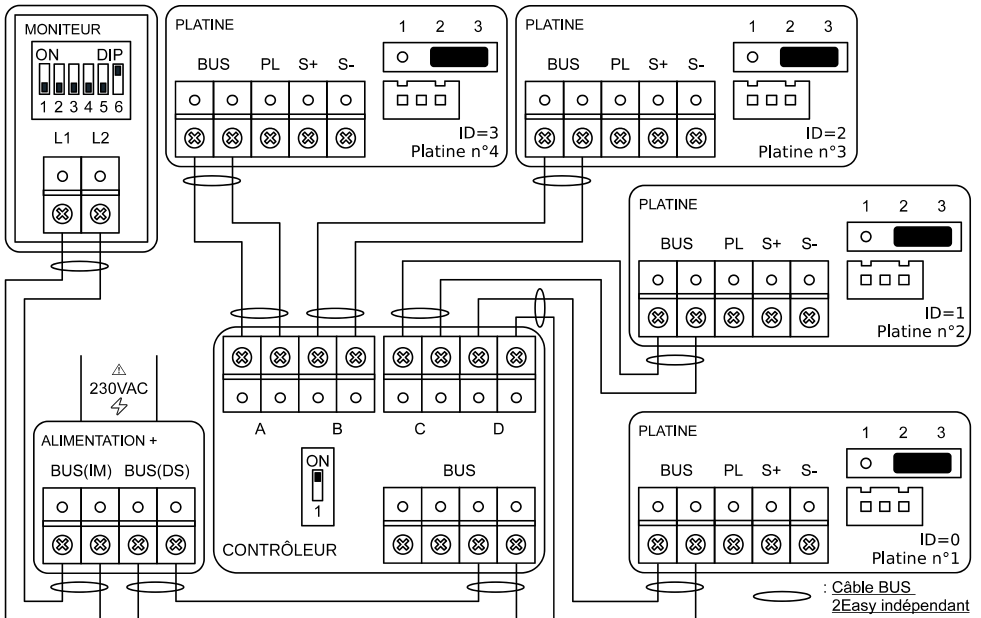 MONITEUR
ON DIP
1 2 3 4 5 6
L1 L2
PLATINE
1 2 3
BUS PL S+ S-
ID=3
Platine n°4
PLATINE
1 2 3
BUS PL S+ S-
ID=2
Platine n°3
PLATINE
1 2 3
BUS PL S+ S-
ID=1
Platine n°2
230VAC
ALIMENTATION +
BUS(IM) BUS(DS)
A B C D
ON
1
BUS
CONTRÔLEUR
PLATINE
1 2 3
BUS PL S+ S-
ID=0
Platine n°1
: Câble BUS
2Easy indépendant